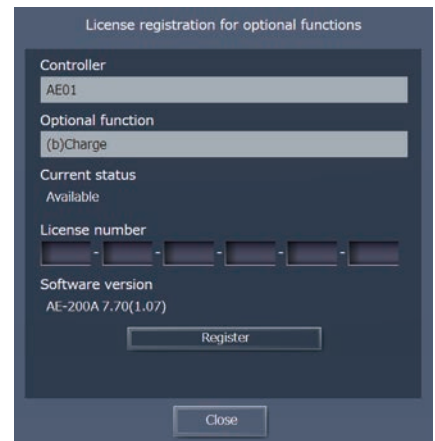 License registration for optional functions
Controller
AE01
Optional function
(b)Charge
Current status
Available
License number
- - - - -
Software version
AE-200A 7.70(1.07)
Register
Close